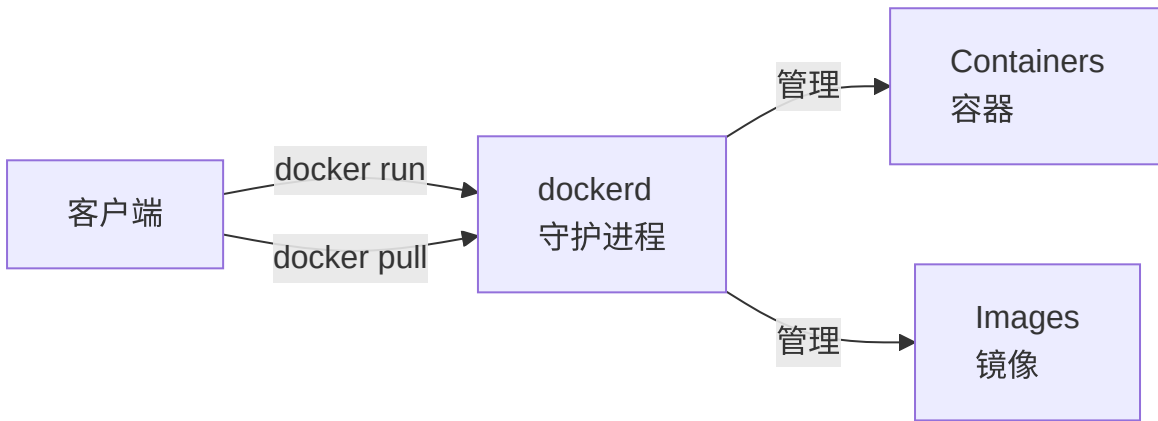 客户端
docker run
docker pull
dockerd
守护进程
管理
管理
Containers
容器
Images
镜像